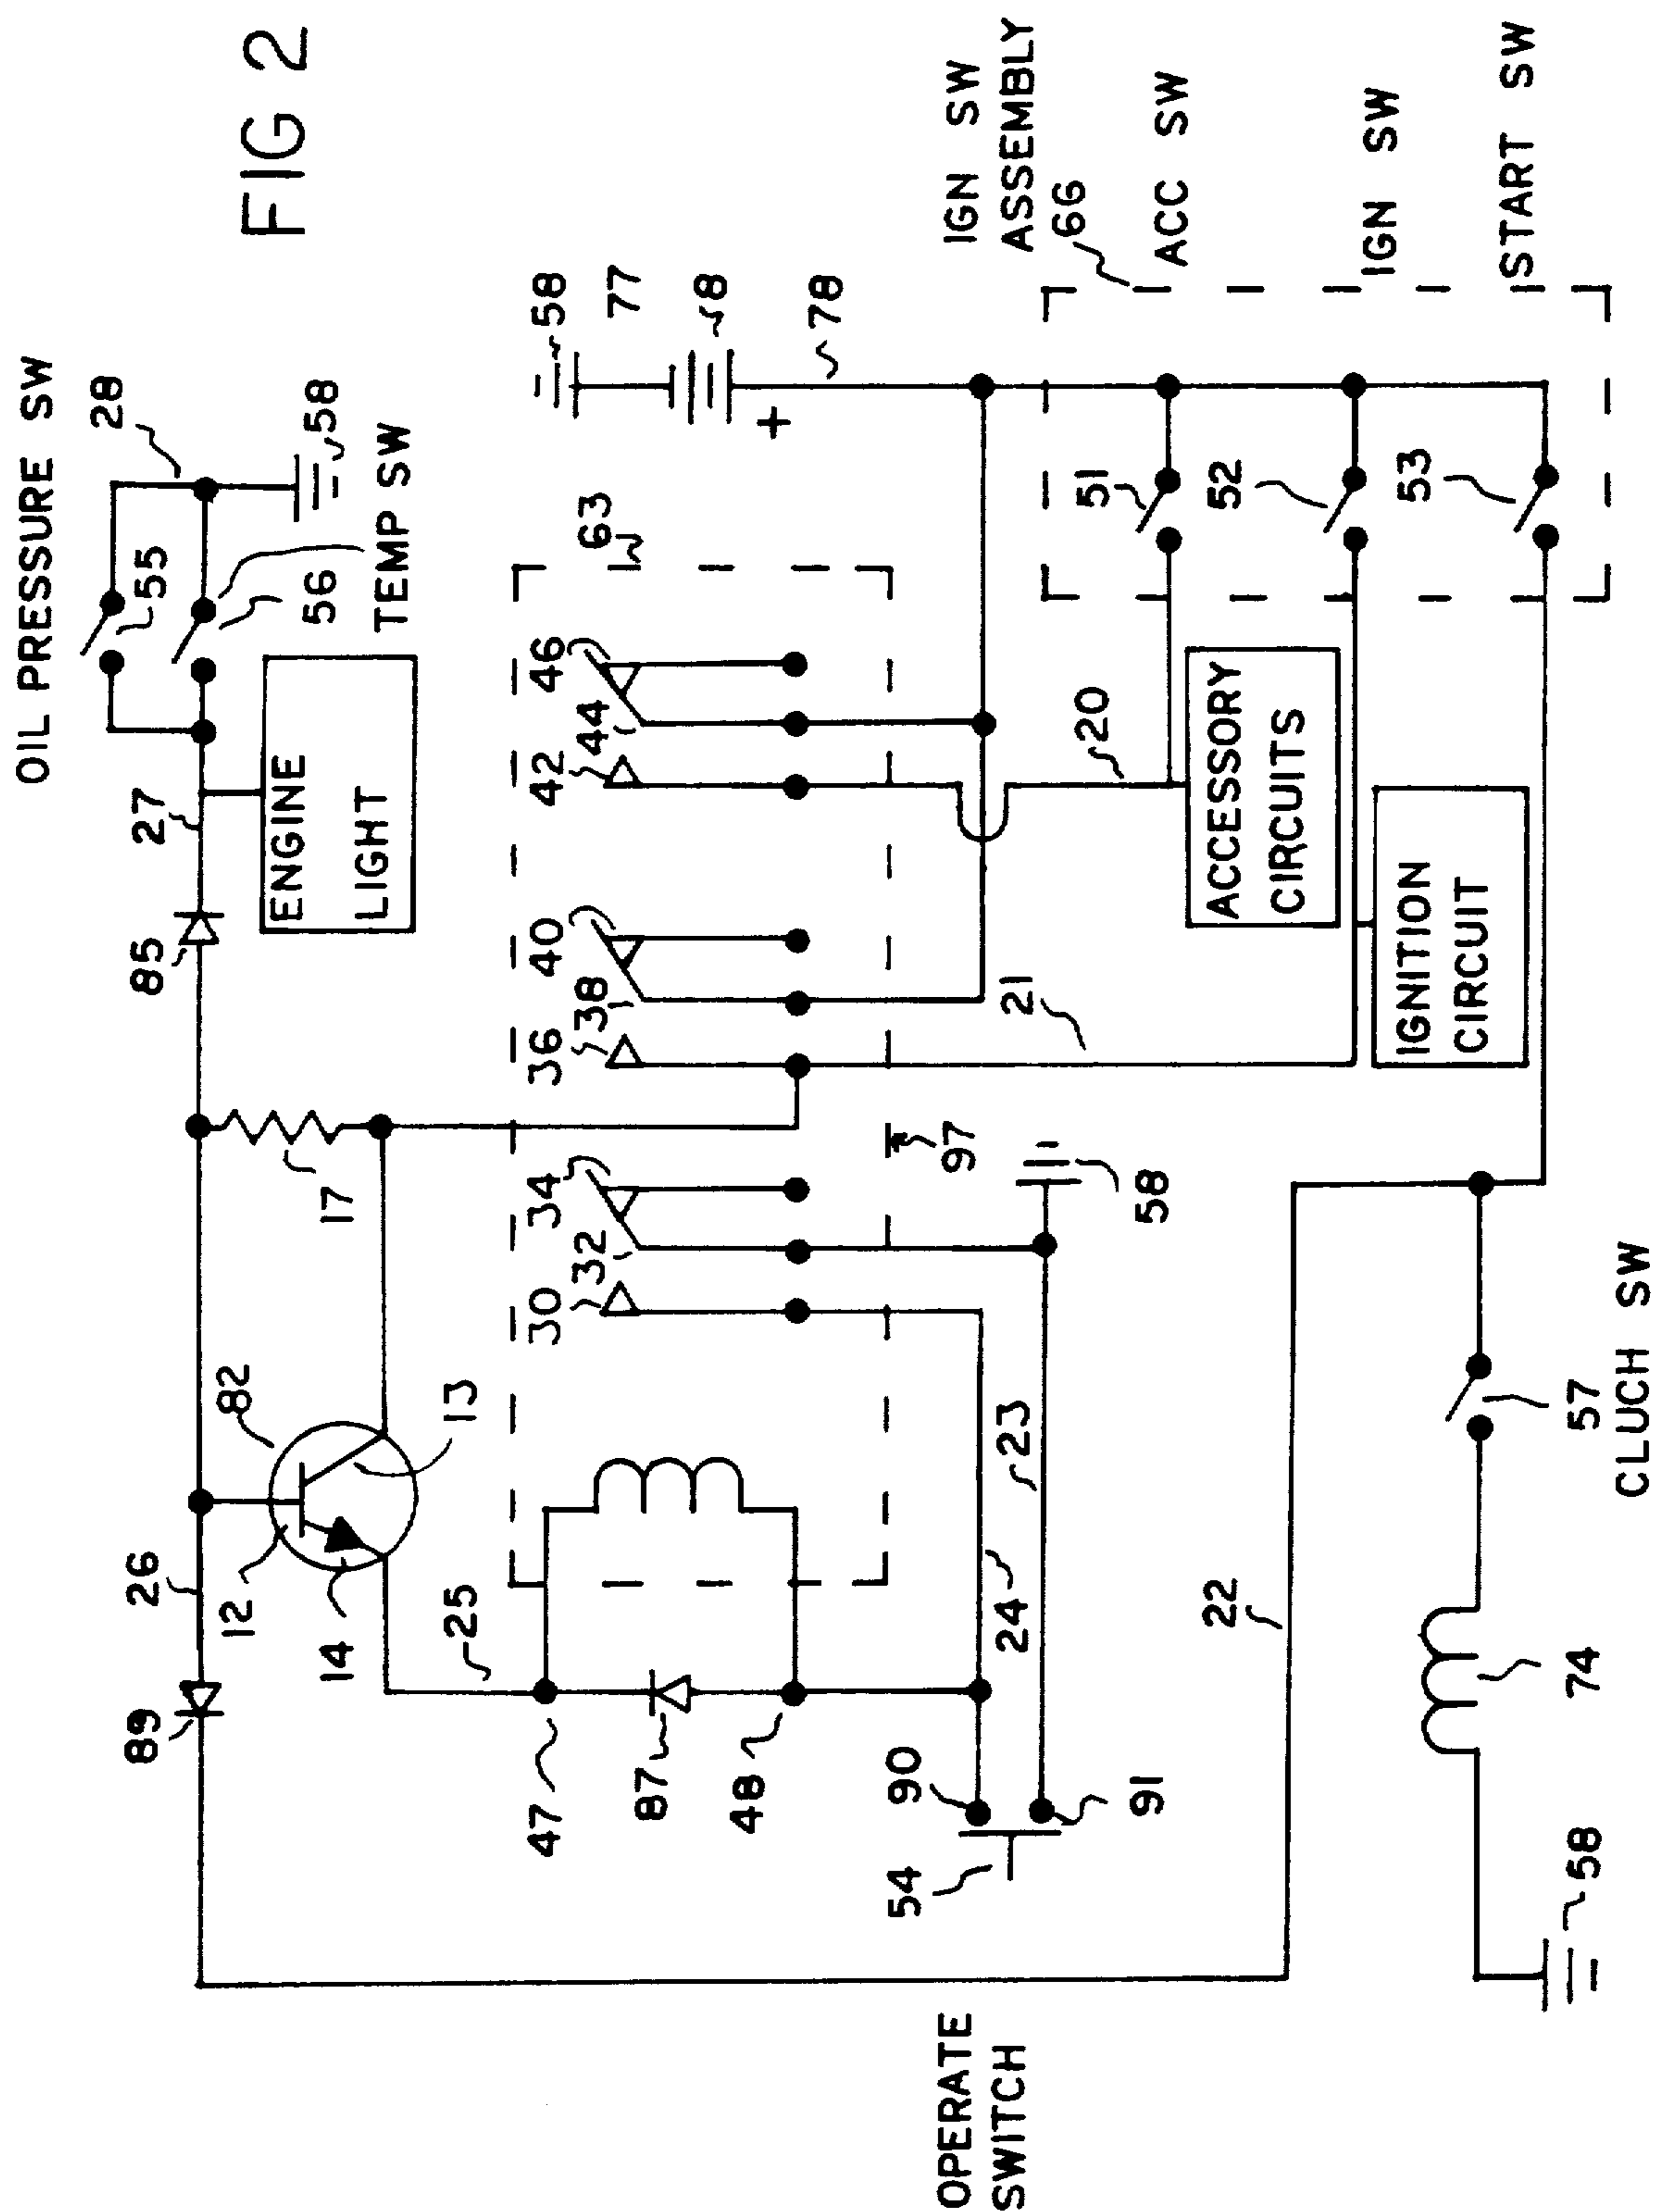 FIG 2
OIL PRESSURE SW
28
58
55
56
TEMP SW
27
ENGINE
LIGHT
85
17
82
13
12
14
26
89
25
47
87
48
63
46
44
42
40
38
36
34
32
30
97
58
77
8
78
+
IGN SW
ASSEMBLY
66
ACC SW
IGN SW
START SW
51
52
53
20
ACCESSORY
CIRCUITS
21
IGNITION
CIRCUIT
58
23
24
90
91
54
OPERATE
SWITCH
22
57
CLUCH SW
74
58